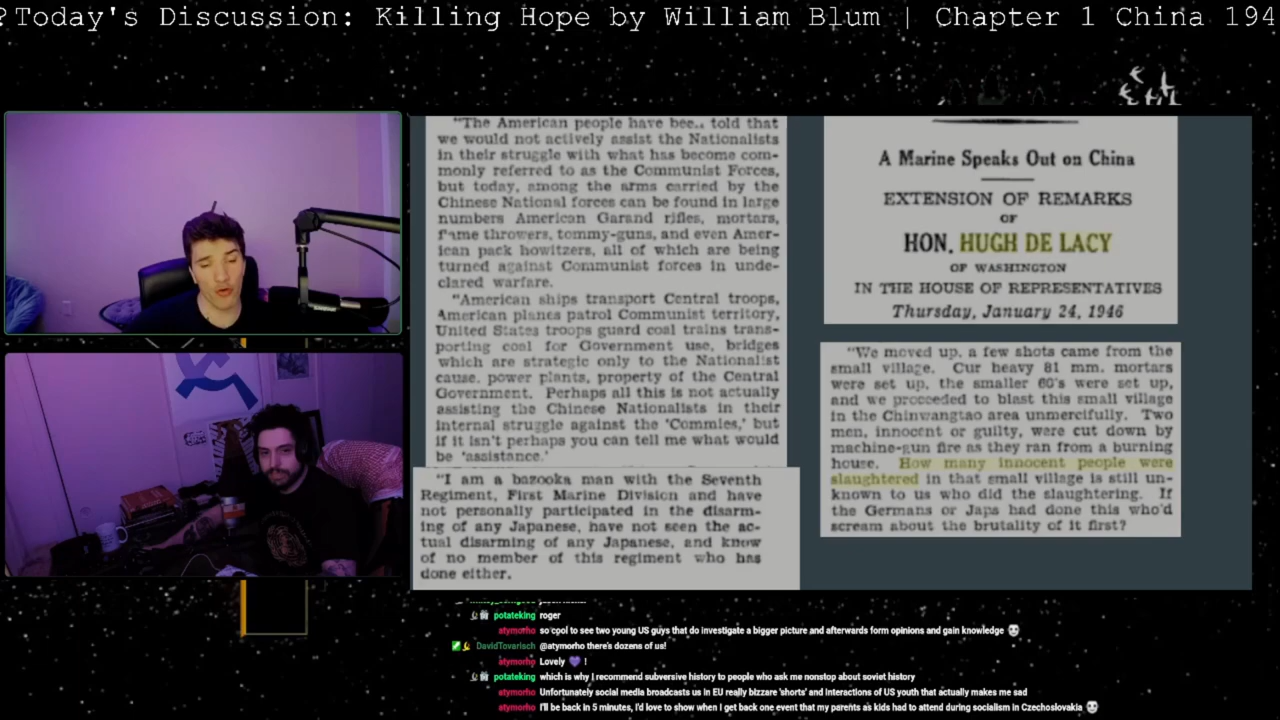 ?Today's Discussion: Killing Hope by William Blum | Chapter 1 China 194
"The American people have bee.. told that
we would not actively assist the Nationalists
in their struggle with what has become com-
monly referred to as the Communist Forces,
but today, among the arms carried by the
Chinese National forces can be found in large
numbers American Garand rifles, mortars,
flame throwers, tommy-guns, and even Amer-
ican pack howitzers, all of which are being
turned against Communist forces in unde-
clared warfare.
"American ships transport Central troops,
American planes patrol Communist territory,
United States troops guard coal trains trans-
porting coal for Government use, bridges
which are strategic only to the Nationalist
cause, power plants, property of the Central
Government. Perhaps all this is not actually
assisting the Chinese Nationalists in their
internal struggle against the 'Commies,' but
if it isn't perhaps you can tell me what would
be 'assistance.'
"I am a bazooka man with the Seventh
Regiment, First Marine Division and have
not personally participated in the disarm-
ing of any Japanese, have not seen the ac-
tual disarming of any Japanese, and know
of no member of this regiment who has
done either.
A Marine Speaks Out on China
EXTENSION OF REMARKS
OF
HON. HUGH DE LACY
OF WASHINGTON
IN THE HOUSE OF REPRESENTATIVES
Thursday, January 24, 1946
"We moved up, a few shots came from the
small village. Our heavy 81 mm. mortars
were set up, the smaller 60's were set up,
and we proceeded to blast this small village
in the Chinwangtao area unmercifully. Two
men, innocent or guilty, were cut down by
machine-gun fire as they ran from a burning
house. How many innocent people were
slaughtered in that small village is still un-
known to us who did the slaughtering. If
the Germans or Japs had done this who'd
scream about the brutality of it first?
potateking roger
atymorho so cool to see two young US guys that do investigate a bigger picture and afterwards form opinions and gain knowledge
DavidTovarisch @atymorho there's dozens of us!
atymorho Lovely 💜 !
potateking which is why I recommend subversive history to people who ask me nonstop about soviet history
atymorho Unfortunately social media broadcasts us in EU really bizzare 'shorts' and interactions of US youth that actually makes me sad
atymorho I'll be back in 5 minutes, I'd love to show when I get back one event that my parents as kids had to attend during socialism in Czechoslovakia